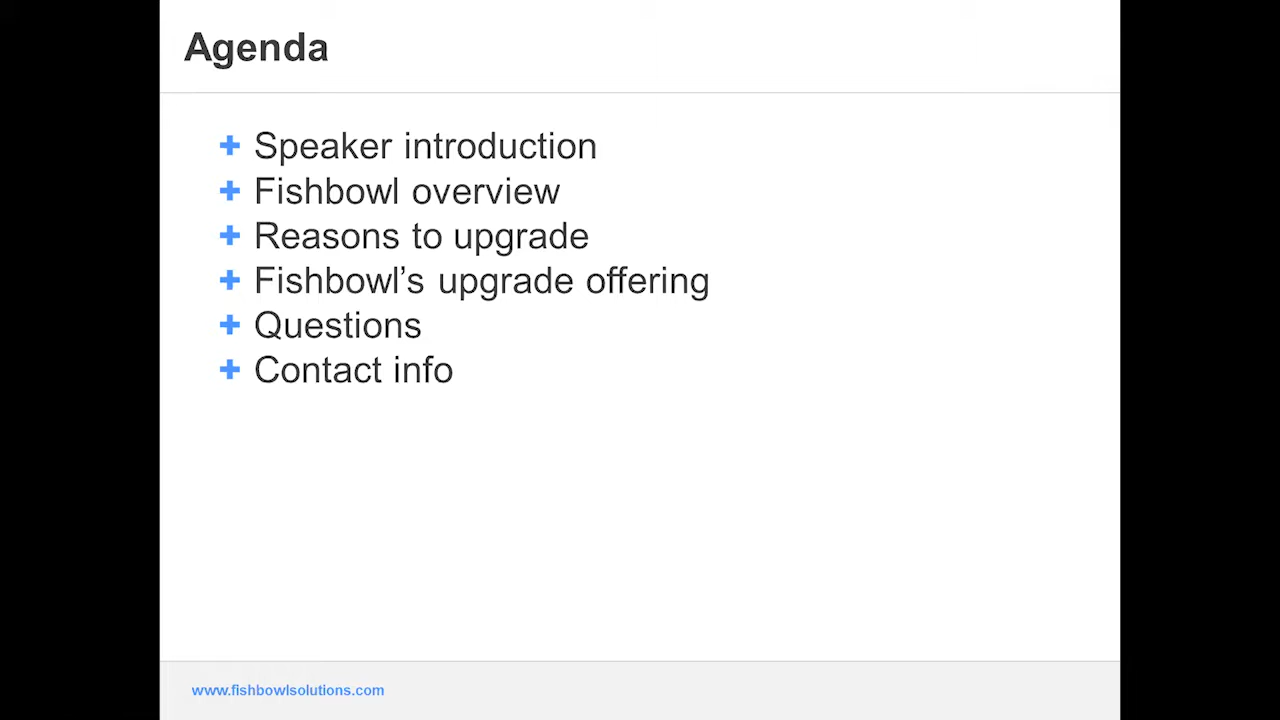 Agenda
Speaker introduction
Fishbowl overview
Reasons to upgrade
Fishbowl’s upgrade offering
Questions
Contact info
www.fishbowlsolutions.com